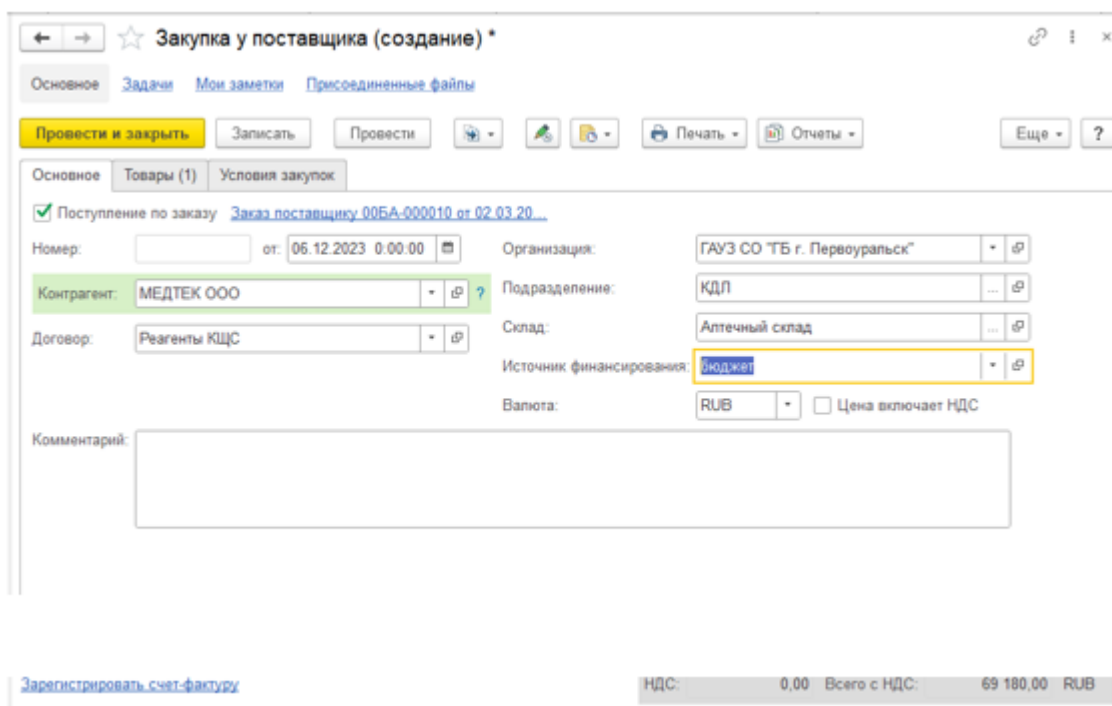 Закупка у поставщика (создание) *
Основное Задачи Мои заметки Присоединенные файлы
Провести и закрыть Записать Провести Печать Отчеты Еще ?
Основное Товары (1) Условия закупок
Поступление по заказу Заказ поставщику 00БА-000010 от 02.03.20...
Номер: от: 06.12.2023 0:00:00 Организация: ГАУЗ СО "ГБ г. Первоуральск"
Контрагент: МЕДТЕК ООО ? Подразделение: КДЛ
Договор: Реагенты КЩС Склад: Аптечный склад
Источник финансирования: бюджет
Валюта: RUB Цена включает НДС
Комментарий:
Зарегистрировать счет-фактуру НДС: 0,00 Всего с НДС: 69 180,00 RUB